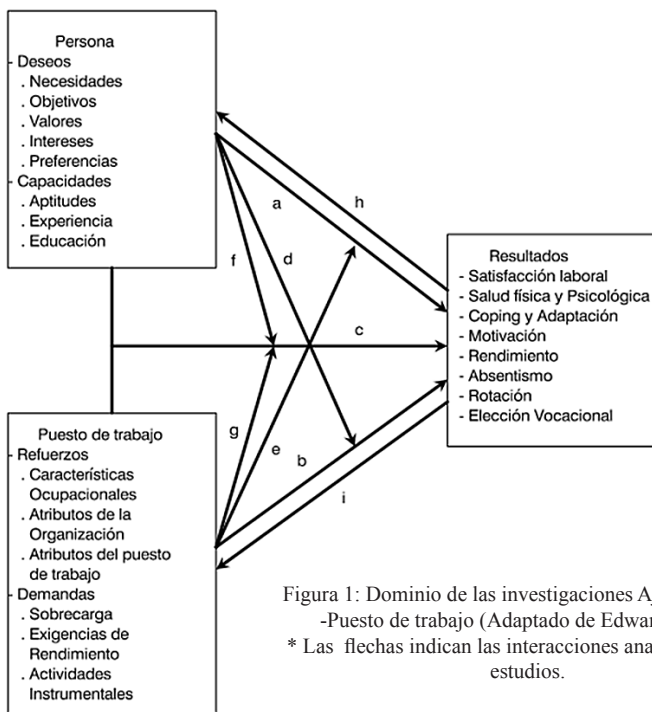 Persona
- Deseos
. Necesidades
. Objetivos
. Valores
. Intereses
. Preferencias
- Capacidades
. Aptitudes
. Experiencia
. Educación
a
h
f
d
c
g
e
b
i
Resultados
- Satisfacción laboral
- Salud física y Psicológica
- Coping y Adaptación
- Motivación
- Rendimiento
- Absentismo
- Rotación
- Elección Vocacional
Puesto de trabajo
- Refuerzos
. Características
Ocupacionales
. Atributos de la
Organización
. Atributos del puesto
de trabajo
- Demandas
. Sobrecarga
. Exigencias de
Rendimiento
. Actividades
Instrumentales
Figura 1: Dominio de las investigaciones
-Puesto de trabajo (Adaptado de
* Las flechas indican las interacciones
estudios.